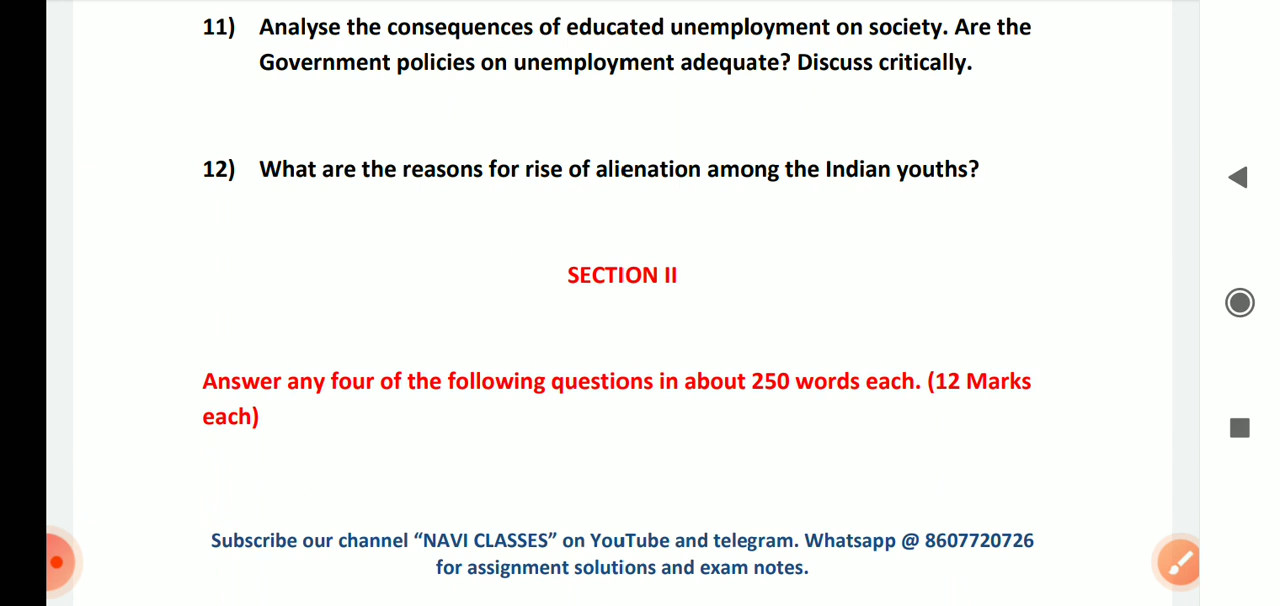 11) Analyse the consequences of educated unemployment on society. Are the
Government policies on unemployment adequate? Discuss critically.
12) What are the reasons for rise of alienation among the Indian youths?
SECTION II
Answer any four of the following questions in about 250 words each. (12 Marks
each)
Subscribe our channel “NAVI CLASSES” on YouTube and telegram. Whatsapp @ 8607720726
for assignment solutions and exam notes.